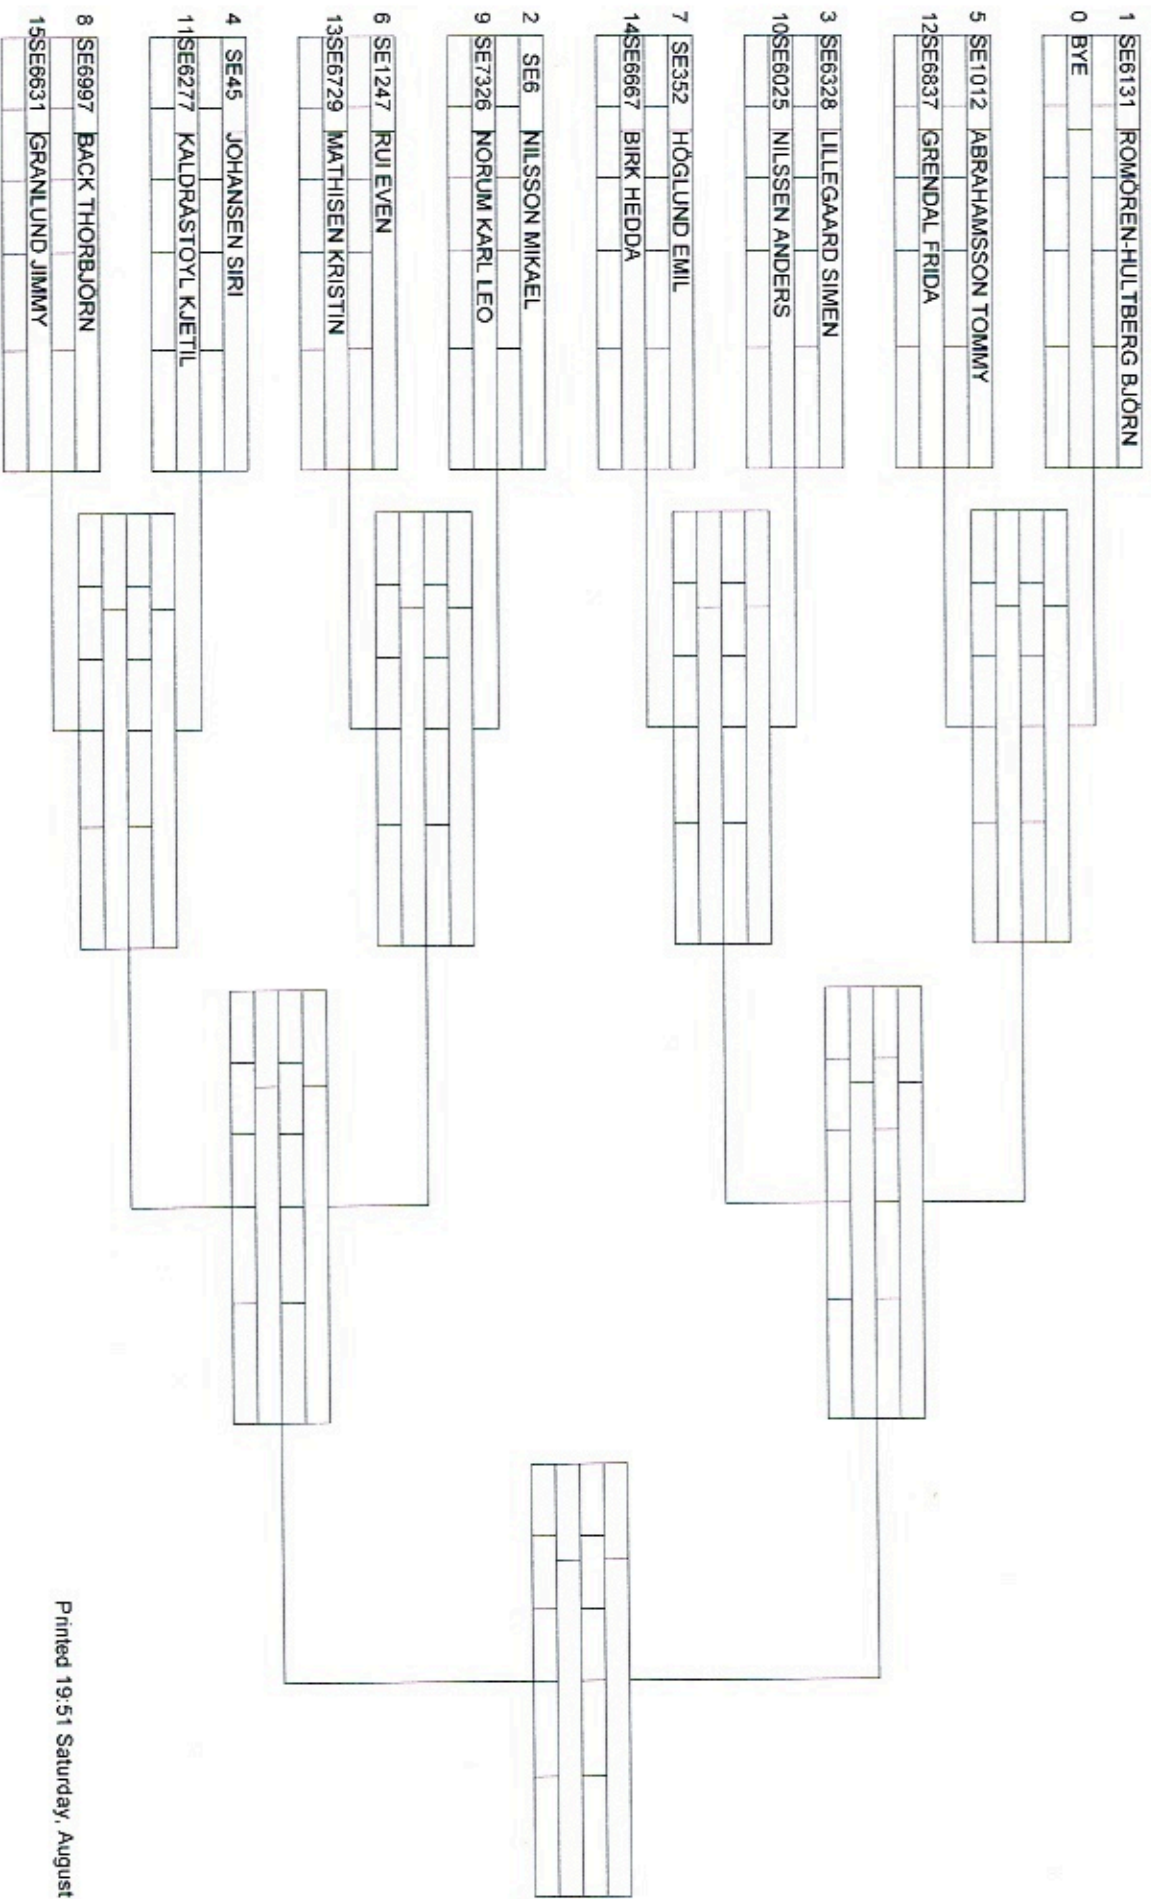 1 SE6131 ROMÖREN-HULTBERG BJÖRN
0 BYE
5 SE1012 ABRAHAMSSON TOMMY
12 SE6837 GRENDAL FRIDA
3 SE6328 LILLEGAARD SIMEN
10 SE6025 NILSSEN ANDERS
7 SE352 HÖGLUND EMIL
14 SE6667 BIRK HEDDA
2 SE6 NILSSON MIKAEL
9 SE7326 NORUM KARL LEO
6 SE1247 RUI EVEN
13 SE6729 MATHISEN KRISTIN
4 SE45 JOHANSEN SIRI
11 SE6277 KALDRÅSTOYL KJETIL
8 SE6997 BACK THORBJÖRN
15 SE6631 GRANLUND JIMMY
Printed 19:51 Saturday, August